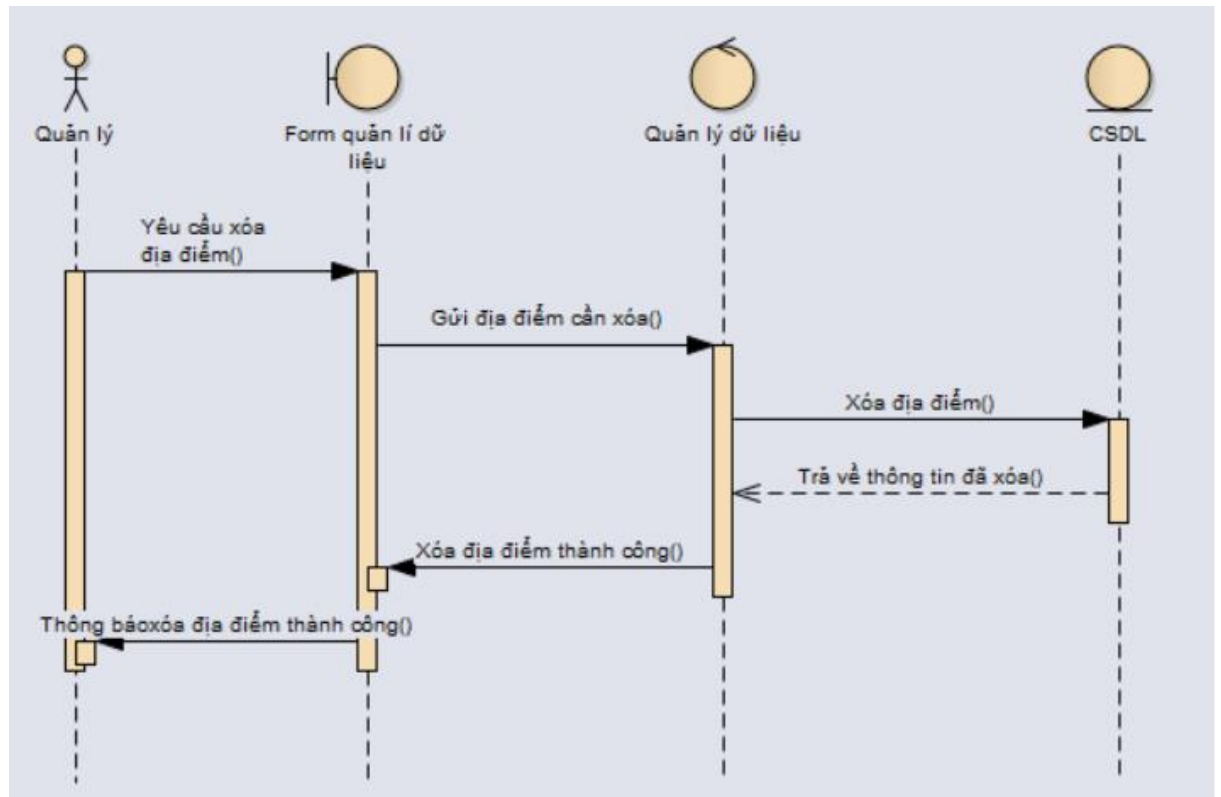 Quản lý
Form quản lí dữ
liệu
Quản lý dữ liệu
CSDL
Yêu cầu xóa
địa điểm()
Gửi địa điểm cần xóa()
Xóa địa điểm()
Trả về thông tin đã xóa()
Xóa địa điểm thành công()
Thông báoxóa địa điểm thành công()